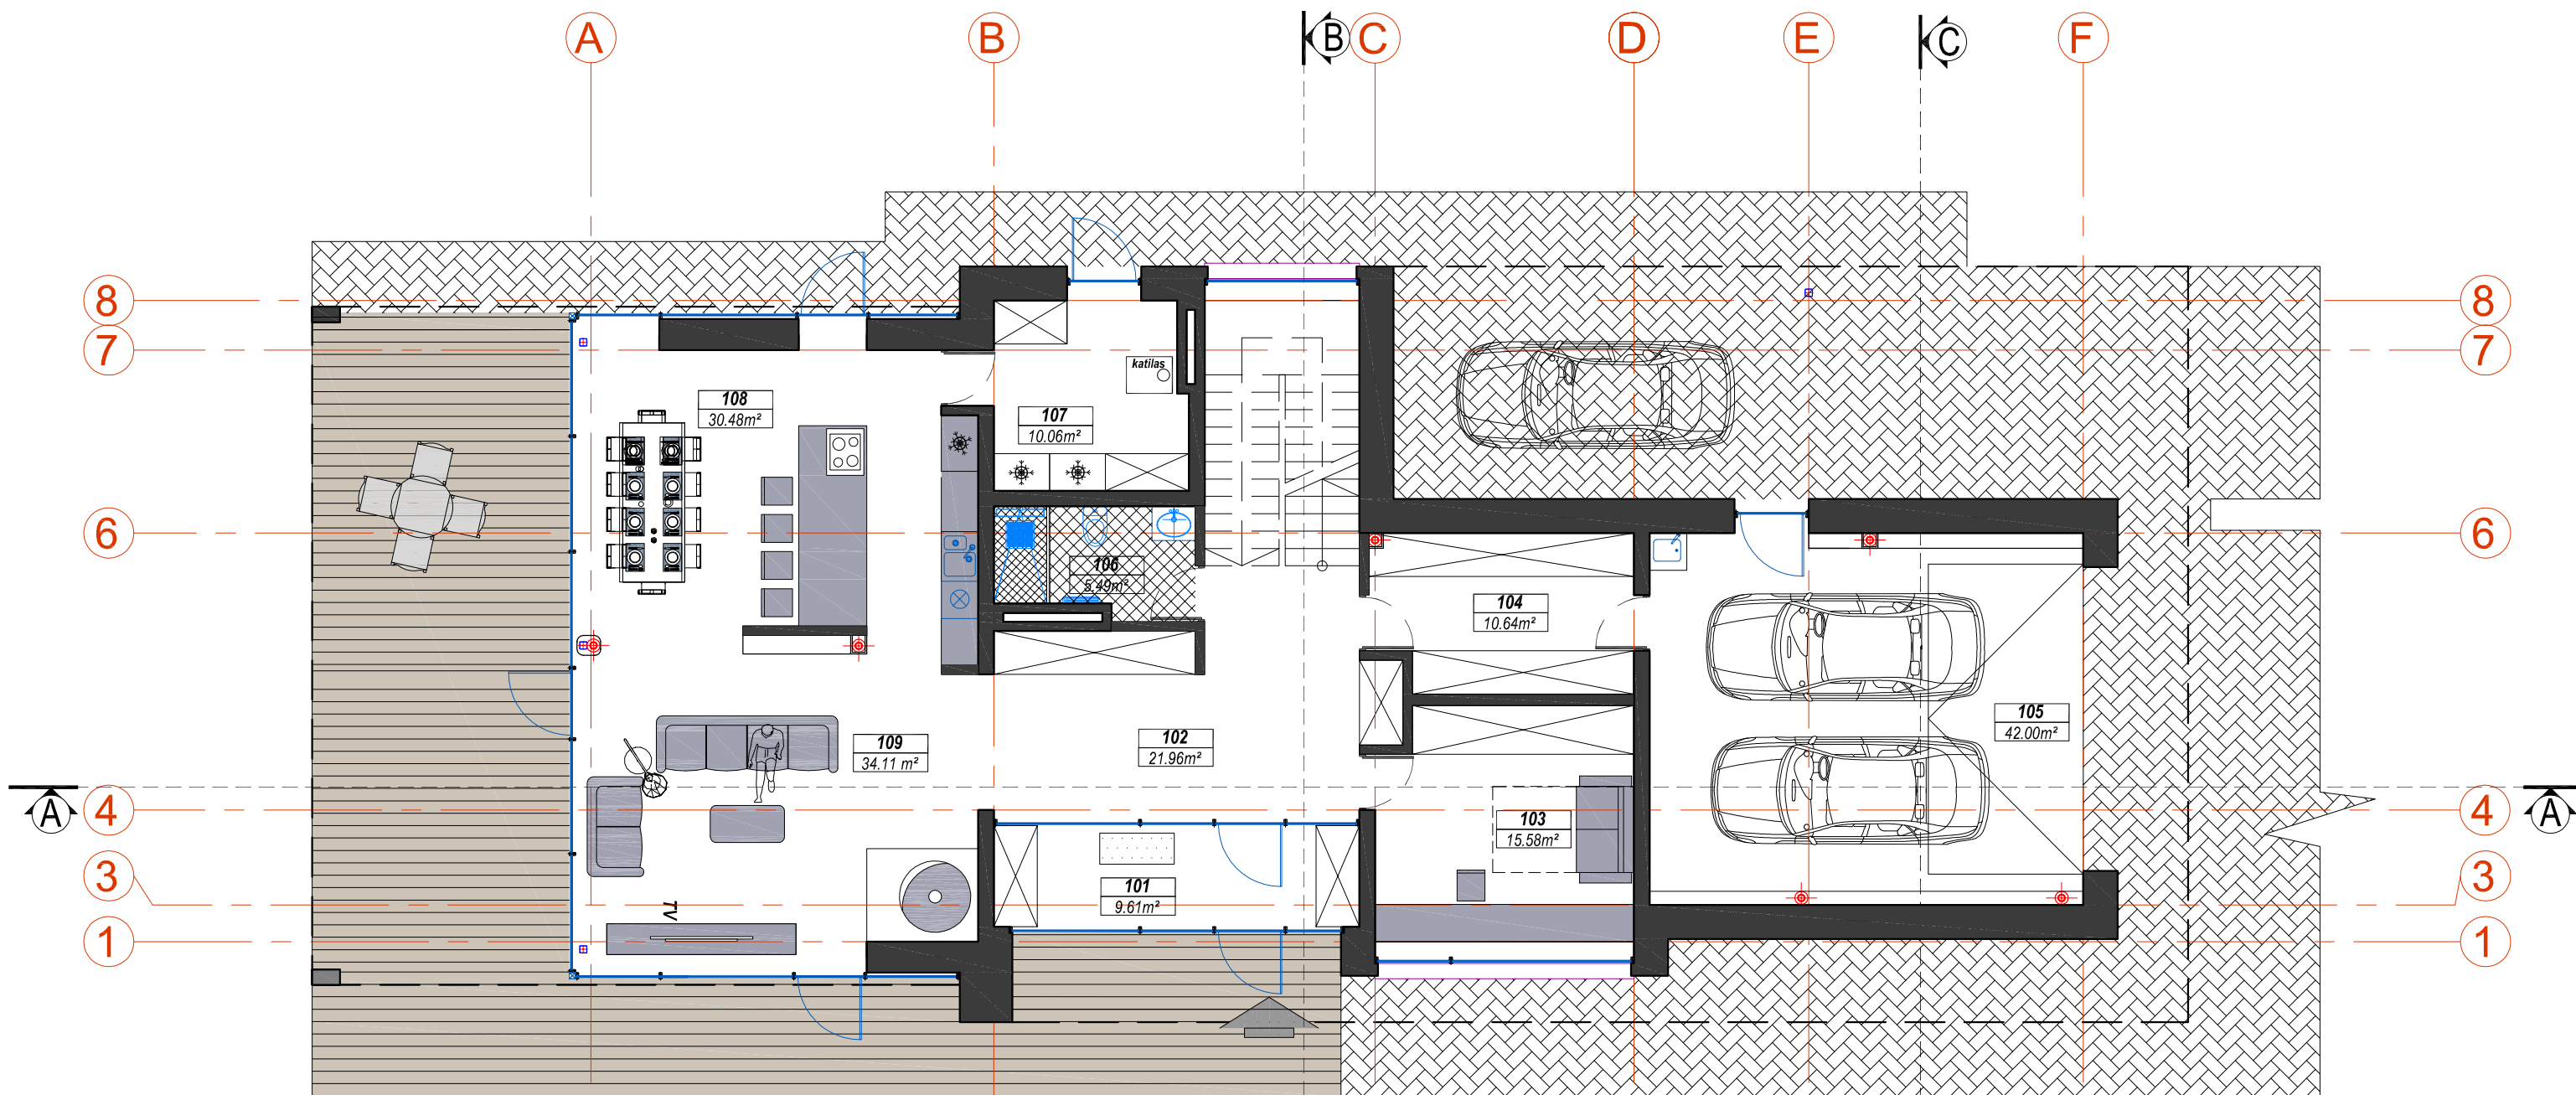 A B B C D E C F
8 8
7 7
katilas
108
30.48m²
107
10.06m²
6 6
106
5.49m²
104
10.64m²
105
42.00m²
102
21.96m²
109
34.11 m²
A 4 4 A
103
15.58m²
3 3
101
9.61m²
TV
1 1